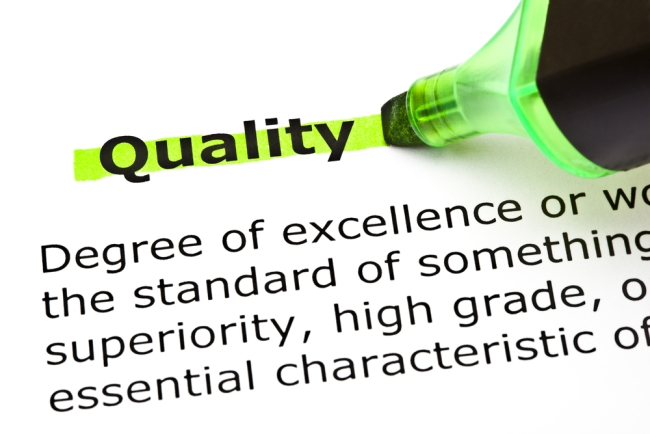 Quality
Degree of excellence or
the standard of something
superiority, high grade,
essential characteristic of